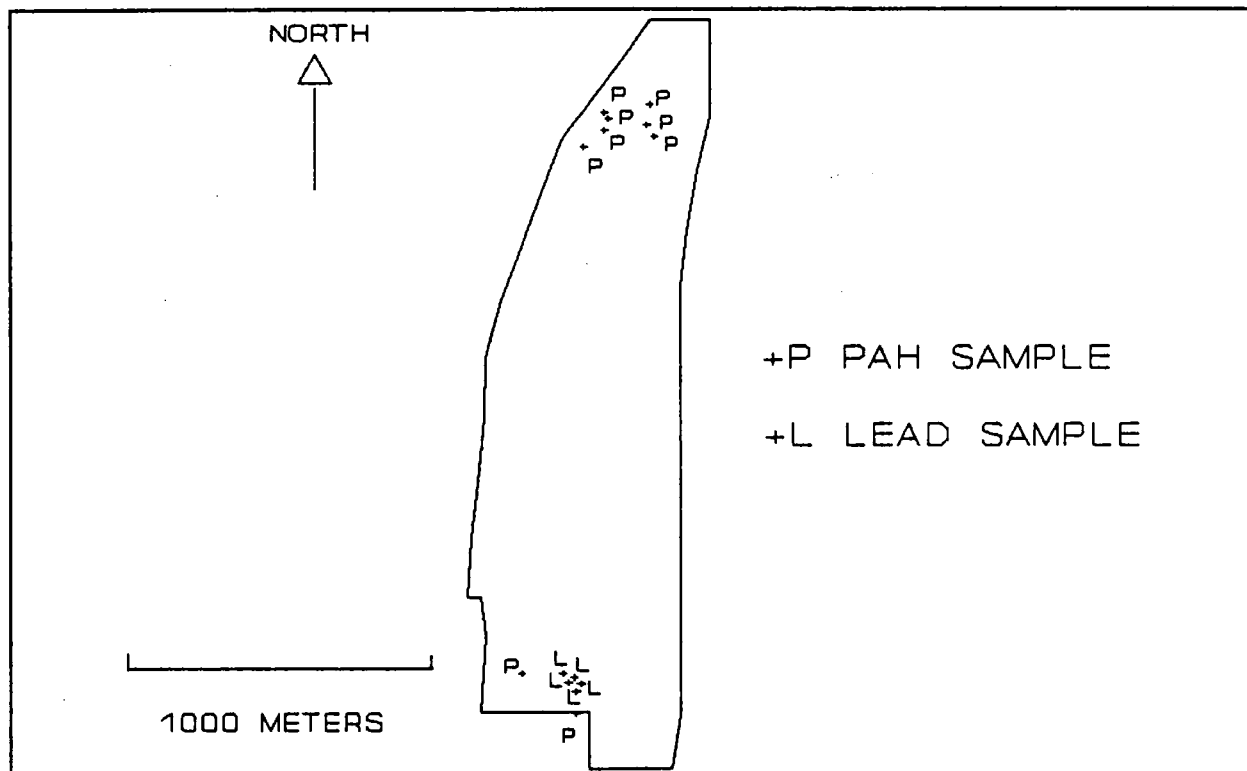 NORTH
P P
P P
P P
P
+P PAH SAMPLE
+L LEAD SAMPLE
L L
P
L L
L
1000 METERS
P